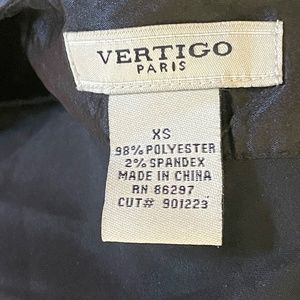 VERTIGO
PARIS
XS
98% POLYESTER
2% SPANDEX
MADE IN CHINA
RN 86297
CUT# 901223